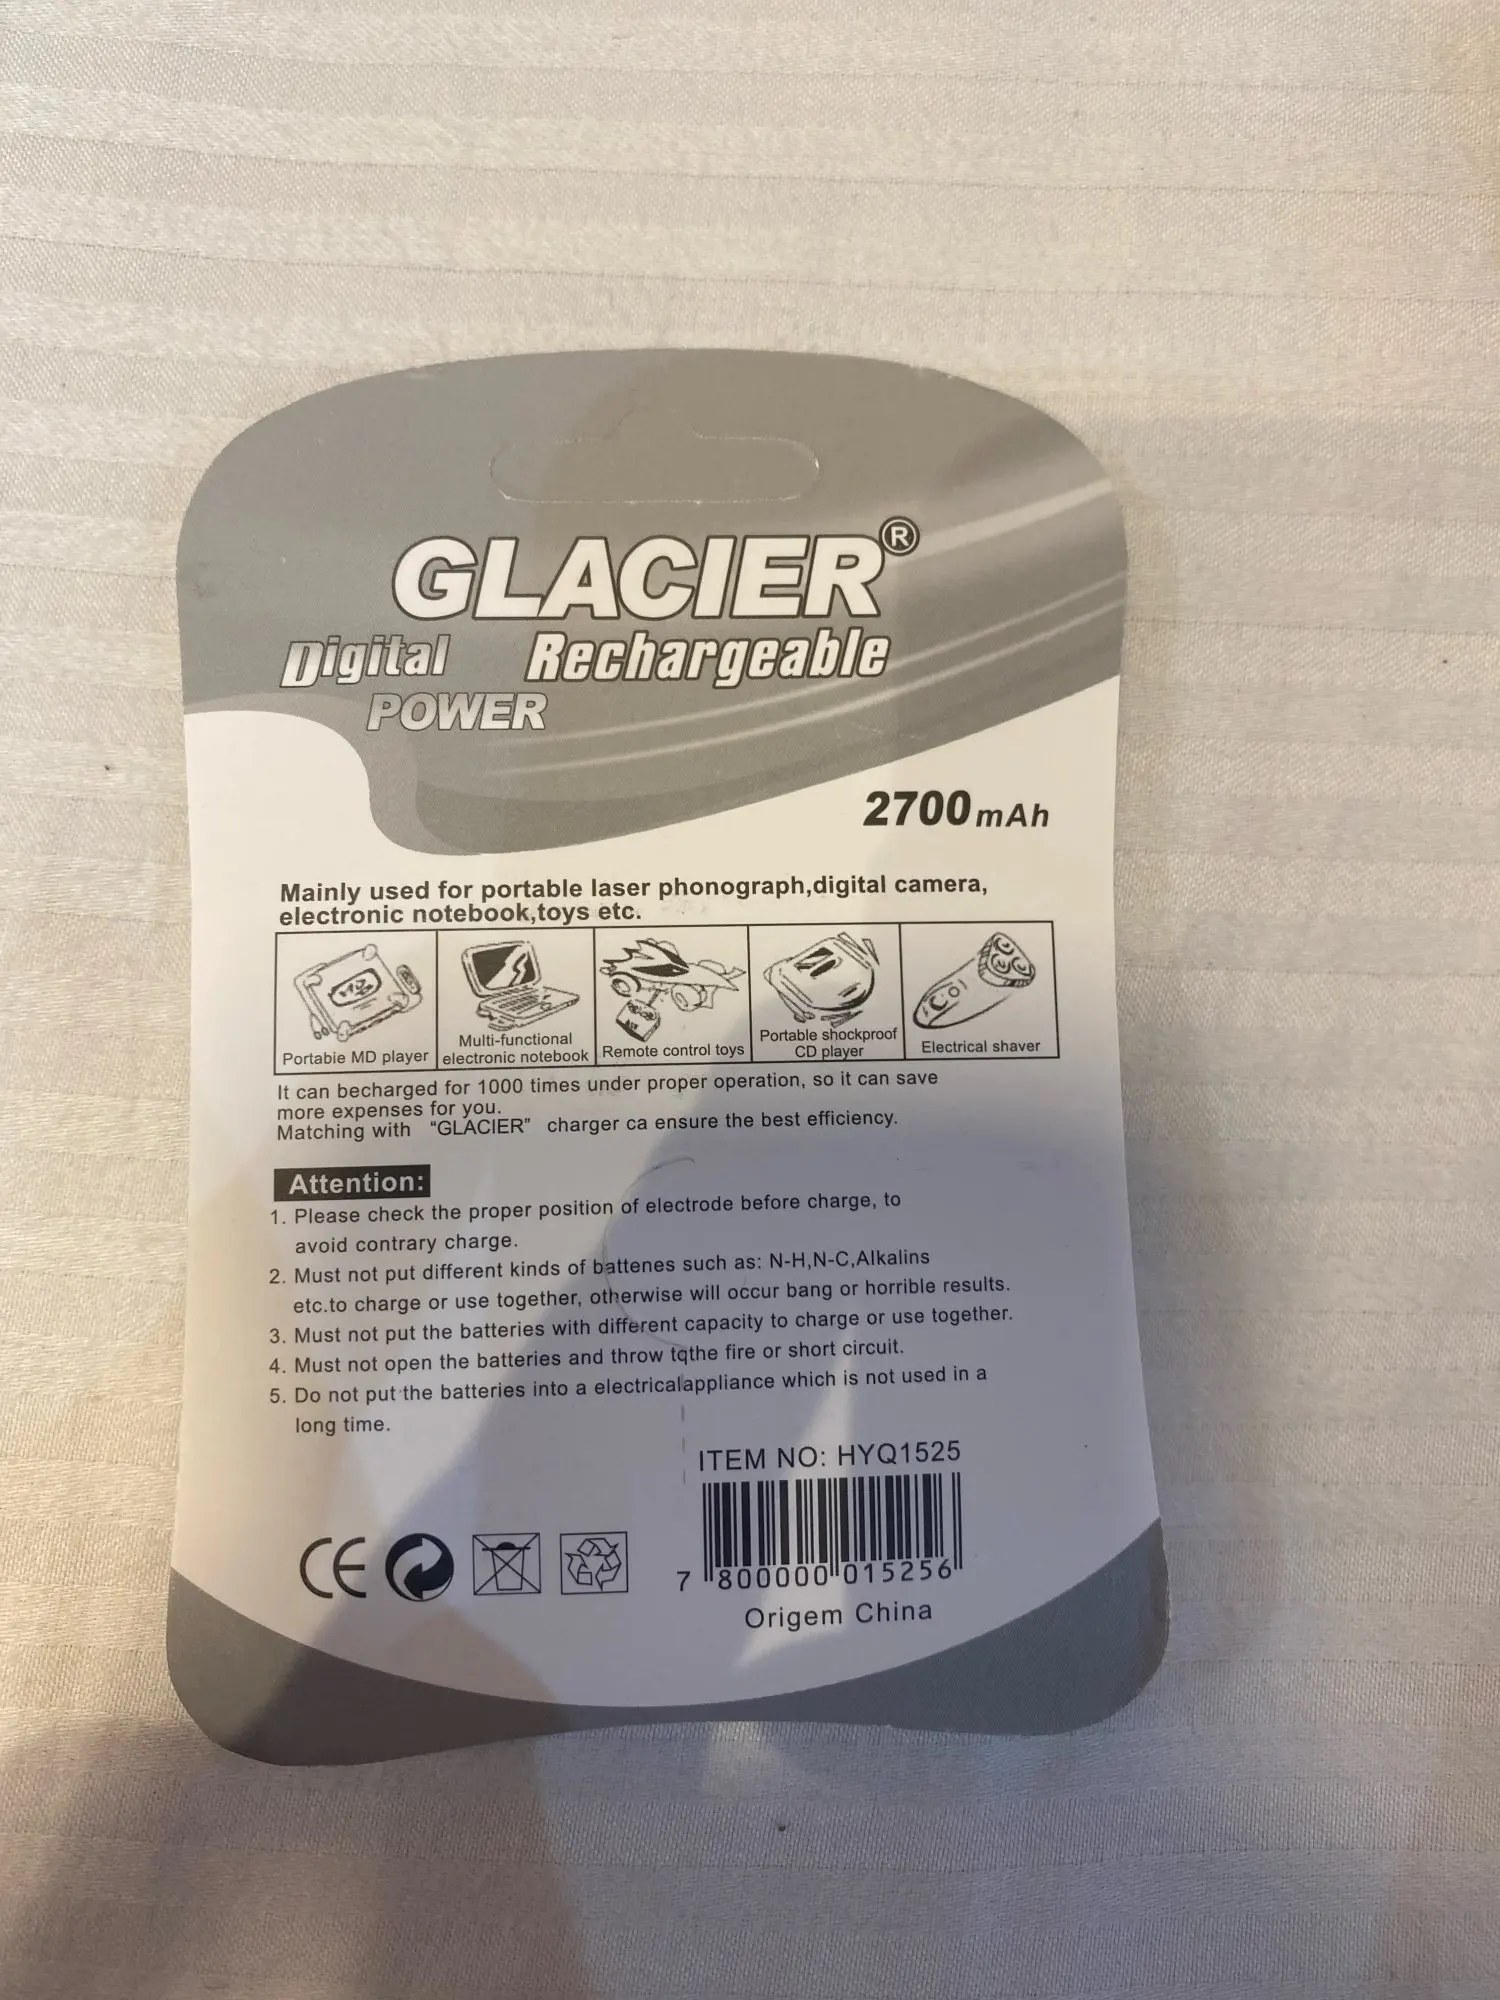 GLACIER®
Digital Rechargeable
POWER
2700mAh
Mainly used for portable laser phonograph,digital camera,
electronic notebook,toys etc.
Portabie MD player
Multi-functional
electronic notebook
Remote control toys
Portable shockproof
CD player
Electrical shaver
It can becharged for 1000 times under proper operation, so it can save
more expenses for you.
Matching with "GLACIER" charger ca ensure the best efficiency.
Attention:
1. Please check the proper position of electrode before charge, to
avoid contrary charge.
2. Must not put different kinds of battenes such as: N-H,N-C,Alkalins
etc.to charge or use together, otherwise will occur bang or horrible results.
3. Must not put the batteries with different capacity to charge or use together.
4. Must not open the batteries and throw tqthe fire or short circuit.
5. Do not put the batteries into a electricalappliance which is not used in a
long time.
ITEM NO: HYQ1525
CE
7 800000 015256
Origem China